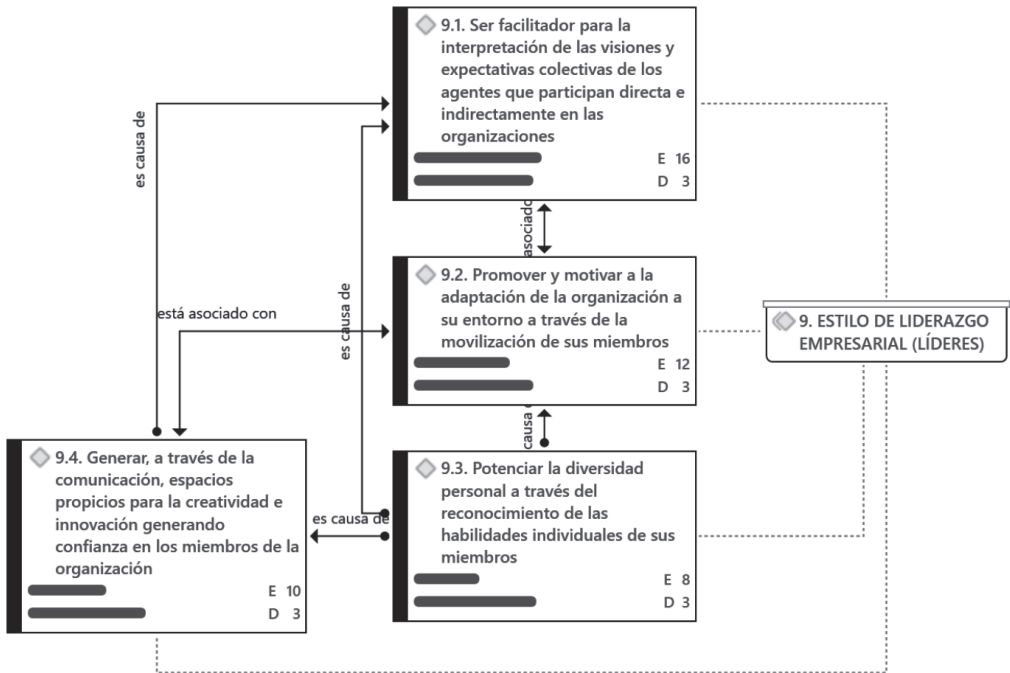 9.1. Ser facilitador para la
interpretación de las visiones y
expectativas colectivas de los
agentes que participan directa e
indirectamente en las
organizaciones
E 16
D 3
es causa de
asociado
9.2. Promover y motivar a la
adaptación de la organización a
su entorno a través de la
movilización de sus miembros
E 12
D 3
está asociado con
es causa de
9. ESTILO DE LIDERAZGO
EMPRESARIAL (LÍDERES)
causa
9.3. Potenciar la diversidad
personal a través del
reconocimiento de las
habilidades individuales de sus
miembros
E 8
D 3
es causa de
9.4. Generar, a través de la
comunicación, espacios
propicios para la creatividad e
innovación generando
confianza en los miembros de la
organización
E 10
D 3